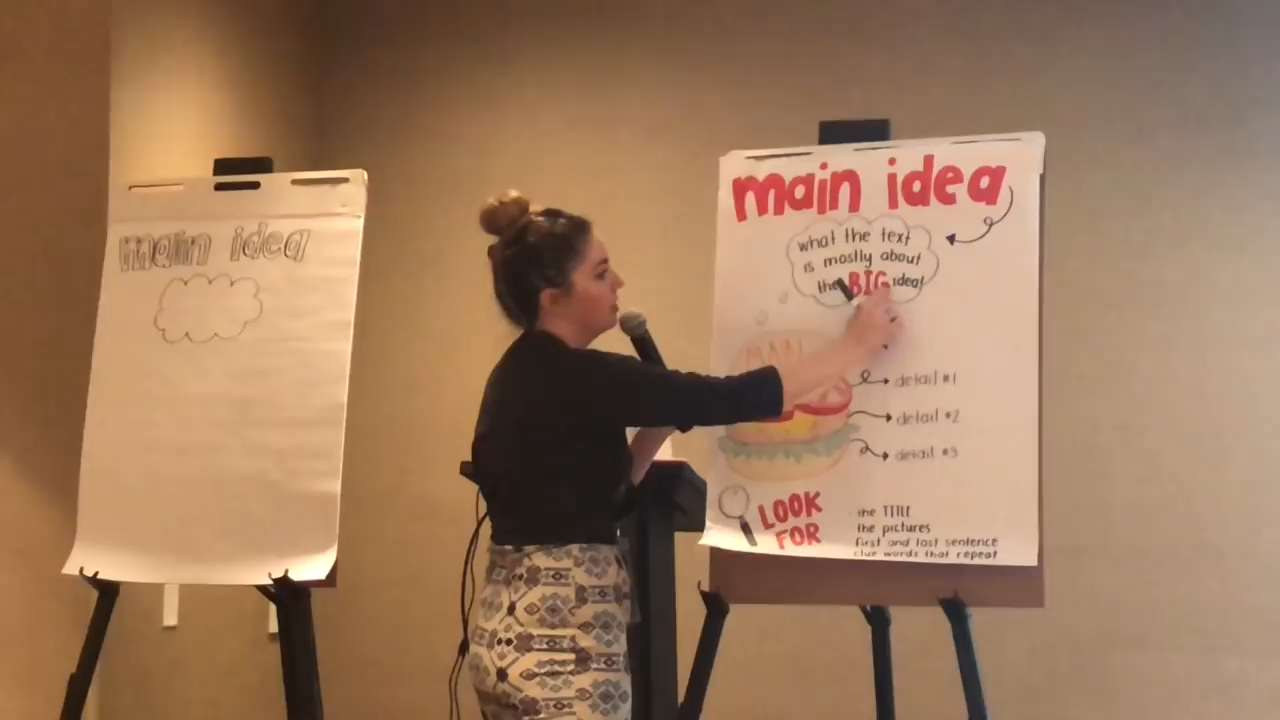 main idea
main idea
what the text
is mostly about
the BIG idea!
MAIN
detail #1
detail #2
detail #3
LOOK
FOR
the TITLE
the pictures
first and last sentence
clue words that repeat